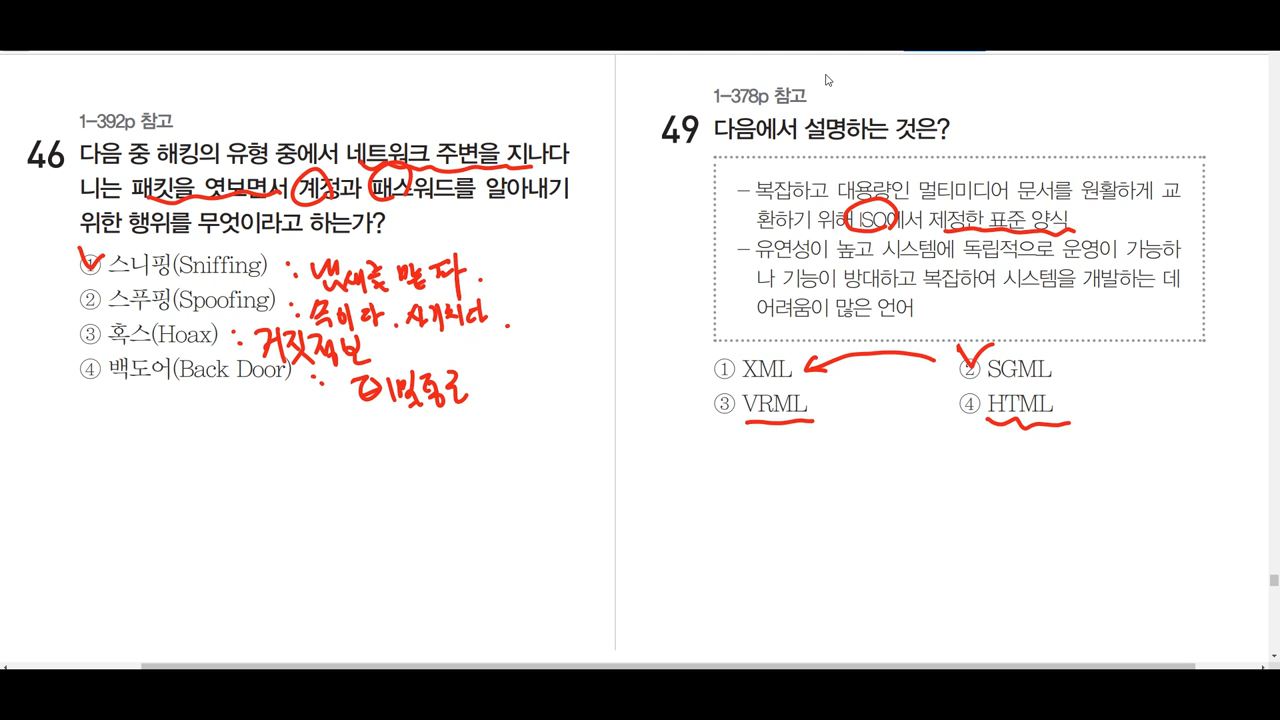 1-392p 참고
46 다음 중 해킹의 유형 중에서 네트워크 주변을 지나다
니는 패킷을 엿보면서 계정과 패스워드를 알아내기
위한 행위를 무엇이라고 하는가?
① 스니핑(Sniffing) : 냄새를 맡는다.
② 스푸핑(Spoofing) : 속이다. 사기치다.
③ 혹스(Hoax) : 거짓정보
④ 백도어(Back Door) : 비밀통로
1-378p 참고
49 다음에서 설명하는 것은?
- 복잡하고 대용량인 멀티미디어 문서를 원활하게 교
환하기 위해 ISO에서 제정한 표준 양식
- 유연성이 높고 시스템에 독립적으로 운영이 가능하
나 기능이 방대하고 복잡하여 시스템을 개발하는 데
어려움이 많은 언어
① XML ② SGML
③ VRML ④ HTML